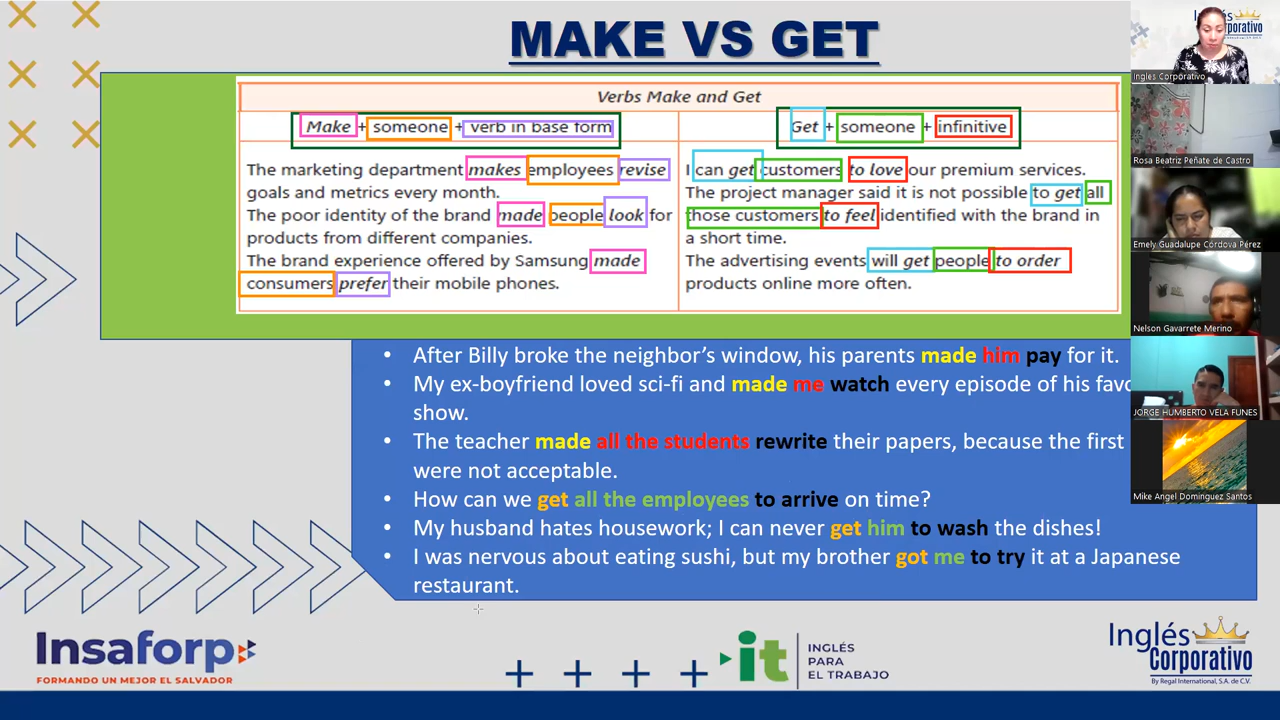 MAKE VS GET
Verbs Make and Get
Make + someone + verb in base form
Get + someone + infinitive
The marketing department makes employees revise
goals and metrics every month.
The poor identity of the brand made people look for
products from different companies.
The brand experience offered by Samsung made
consumers prefer their mobile phones.
I can get customers to love our premium services.
The project manager said it is not possible to get all
those customers to feel identified with the brand in
a short time.
The advertising events will get people to order
products online more often.
• After Billy broke the neighbor's window, his parents made him pay for it.
• My ex-boyfriend loved sci-fi and made me watch every episode of his favo
show.
• The teacher made all the students rewrite their papers, because the first
were not acceptable.
• How can we get all the employees to arrive on time?
• My husband hates housework; I can never get him to wash the dishes!
• I was nervous about eating sushi, but my brother got me to try it at a Japanese
restaurant.
Inglés
Corporativo
Ingles Corporativo
Rosa Beatriz Peñate de Castro
Emely Guadalupe Cordova Pérez
Nelson Gavarrete Merino
JORGE HUMBERTO VELA FUNES
Mike Angel Dominguez Santos
Insaforp
FORMANDO UN MEJOR EL SALVADOR
it
INGLÉS
PARA
EL TRABAJO
Inglés
Corporativo
By Regal International, S.A. de C.V.